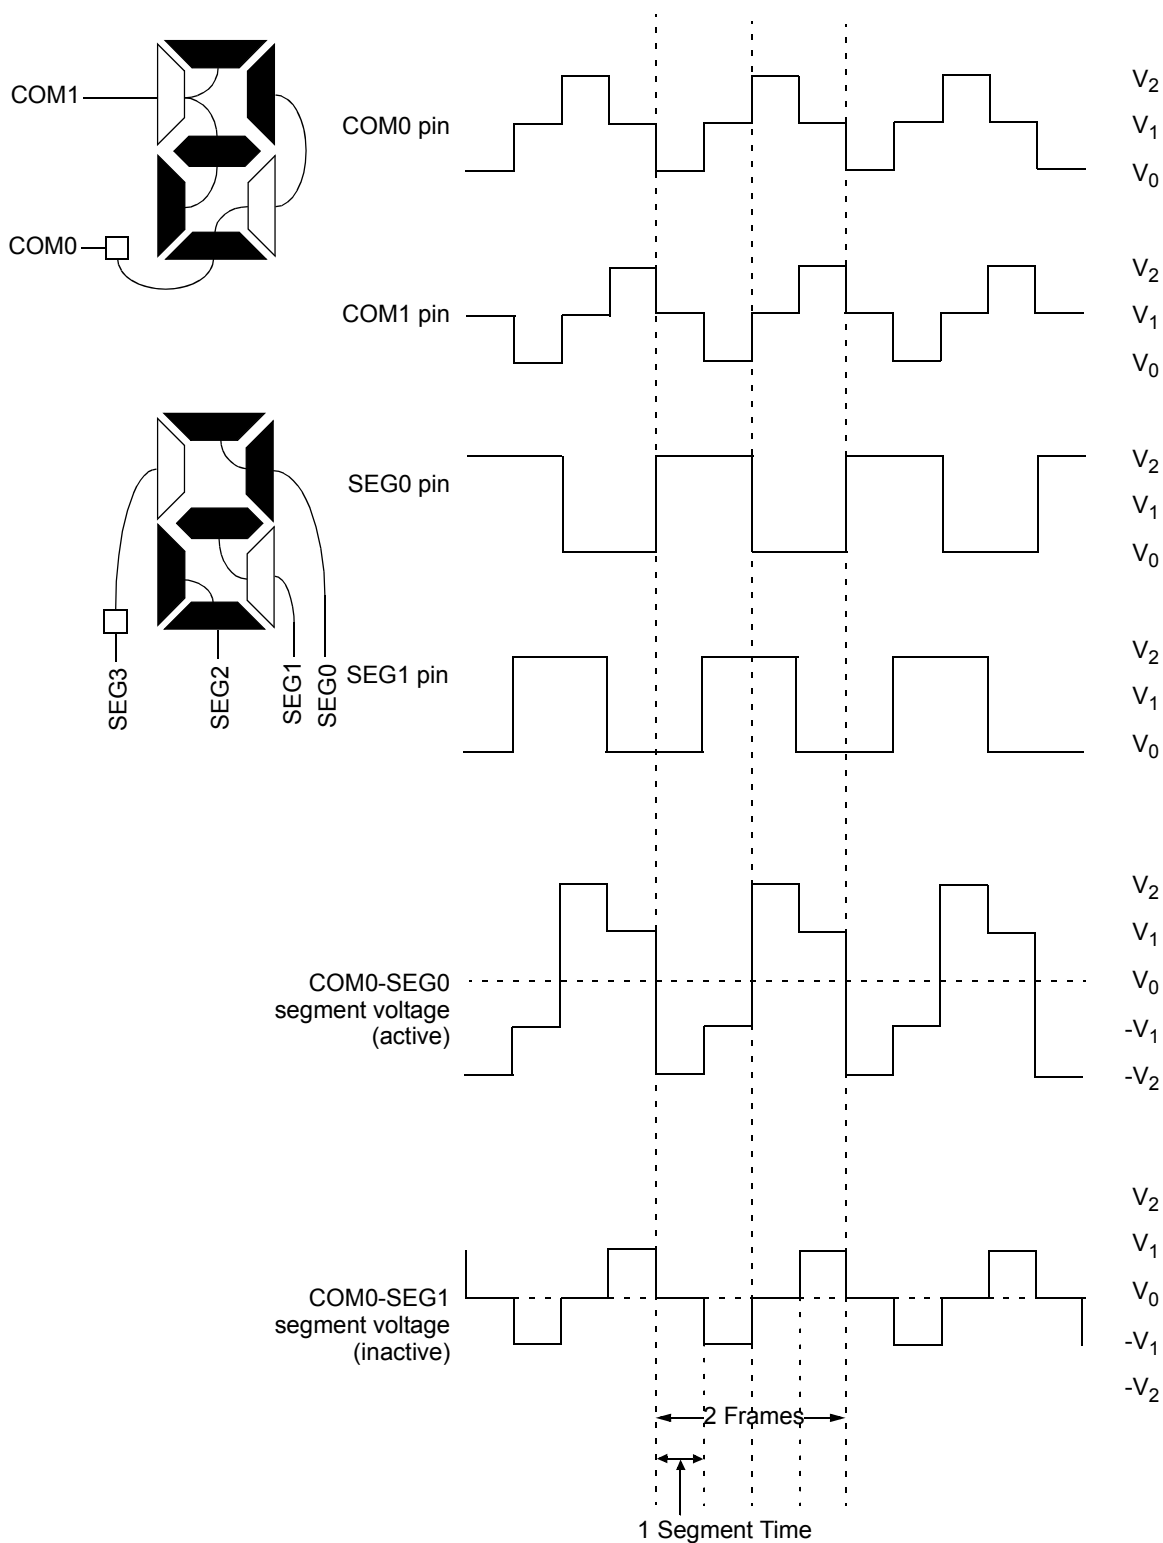 COM1
COM0
COM0 pin
V2
V1
V0
COM1 pin
V2
V1
V0
SEG0 pin
V2
V1
V0
SEG3
SEG2
SEG1
SEG0
SEG1 pin
V2
V1
V0
COM0-SEG0
segment voltage
(active)
V2
V1
V0
-V1
-V2
COM0-SEG1
segment voltage
(inactive)
V2
V1
V0
-V1
-V2
2 Frames
1 Segment Time